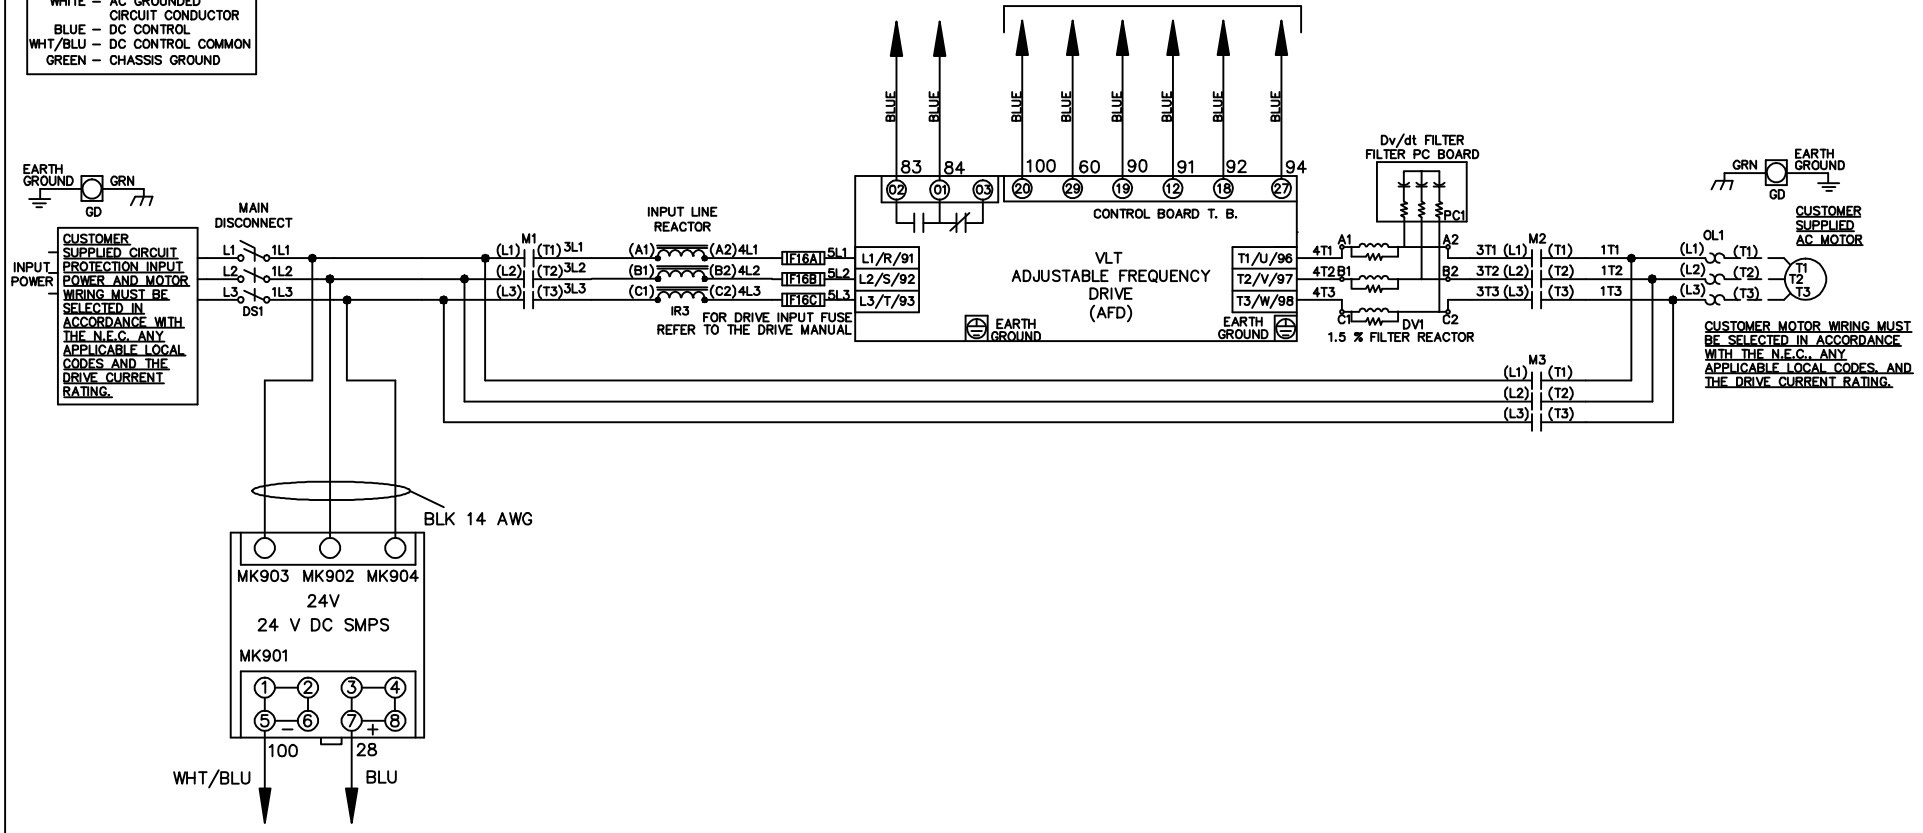 WHITE – AC GROUNDED
CIRCUIT CONDUCTOR
BLUE – DC CONTROL
WHT/BLU – DC CONTROL COMMON
GREEN – CHASSIS GROUND
BLUE
BLUE
BLUE
BLUE
BLUE
BLUE
BLUE
BLUE
83
84
100
60
90
91
92
94
02
01
03
20
29
19
12
18
27
CONTROL BOARD T. B.
EARTH
GROUND
GRN
GD
CUSTOMER
SUPPLIED CIRCUIT
PROTECTION INPUT
POWER AND MOTOR
WIRING MUST BE
SELECTED IN
ACCORDANCE WITH
THE N.E.C. ANY
APPLICABLE LOCAL
CODES AND THE
DRIVE CURRENT
RATING.
INPUT
POWER
MAIN
DISCONNECT
L1
1L1
L2
1L2
L3
1L3
DS1
M1
(L1)
(T1)
3L1
(L2)
(T2)
3L2
(L3)
(T3)
3L3
INPUT LINE
REACTOR
(A1)
(A2)
4L1
(B1)
(B2)
4L2
(C1)
(C2)
4L3
IR3
F16A
5L1
F16B
5L2
F16C
5L3
FOR DRIVE INPUT FUSE
REFER TO THE DRIVE MANUAL
L1/R/91
L2/S/92
L3/T/93
VLT
ADJUSTABLE FREQUENCY
DRIVE
(AFD)
EARTH
GROUND
T1/U/96
T2/V/97
T3/W/98
EARTH
GROUND
4T1
4T2
4T3
A1
A2
B1
B2
C1
C2
DV1
1.5 % FILTER REACTOR
Dv/dt FILTER
FILTER PC BOARD
PC1
3T1
(L1)
M2
(T1)
1T1
3T2
(L2)
(T2)
1T2
3T3
(L3)
(T3)
1T3
M3
(L1)
(T1)
(L2)
(T2)
(L3)
(T3)
OL1
(L1)
(T1)
(L2)
(T2)
(L3)
(T3)
T1
T2
T3
GRN
GD
EARTH
GROUND
CUSTOMER
SUPPLIED
AC MOTOR
CUSTOMER MOTOR WIRING MUST
BE SELECTED IN ACCORDANCE
WITH THE N.E.C., ANY
APPLICABLE LOCAL CODES, AND
THE DRIVE CURRENT RATING.
BLK 14 AWG
MK903
MK902
MK904
24V
24 V DC SMPS
MK901
1
2
3
4
5
–
6
7
+
8
100
28
WHT/BLU
BLU